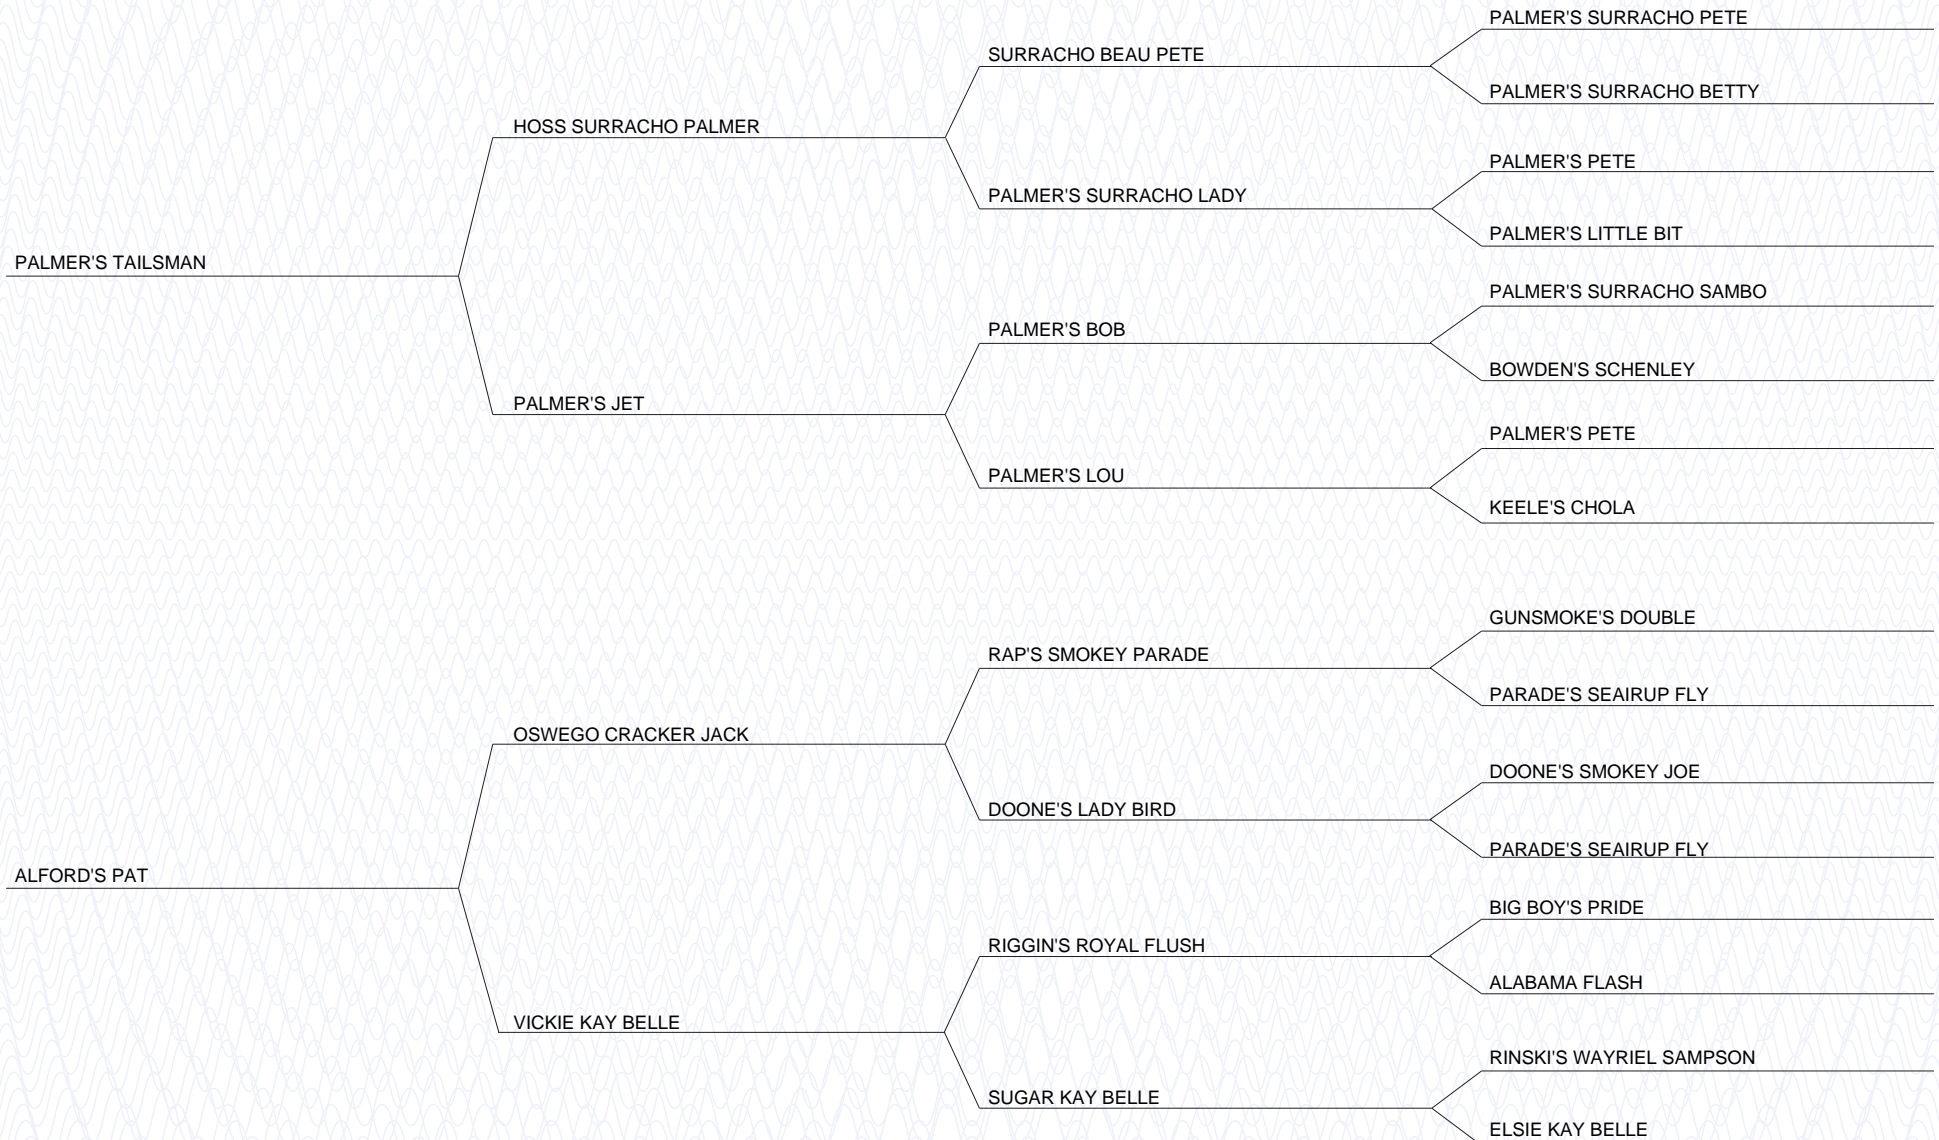 PALMER'S SURRACHO PETE
SURRACHO BEAU PETE
PALMER'S SURRACHO BETTY
HOSS SURRACHO PALMER
PALMER'S PETE
PALMER'S SURRACHO LADY
PALMER'S LITTLE BIT
PALMER'S TAILSMAN
PALMER'S SURRACHO SAMBO
PALMER'S BOB
BOWDEN'S SCHENLEY
PALMER'S JET
PALMER'S PETE
PALMER'S LOU
KEELE'S CHOLA
GUNSMOKE'S DOUBLE
RAP'S SMOKEY PARADE
PARADE'S SEAIRUP FLY
OSWEGO CRACKER JACK
DOONE'S SMOKEY JOE
DOONE'S LADY BIRD
PARADE'S SEAIRUP FLY
ALFORD'S PAT
BIG BOY'S PRIDE
RIGGIN'S ROYAL FLUSH
ALABAMA FLASH
VICKIE KAY BELLE
RINSKI'S WAYRIEL SAMPSON
SUGAR KAY BELLE
ELSIE KAY BELLE